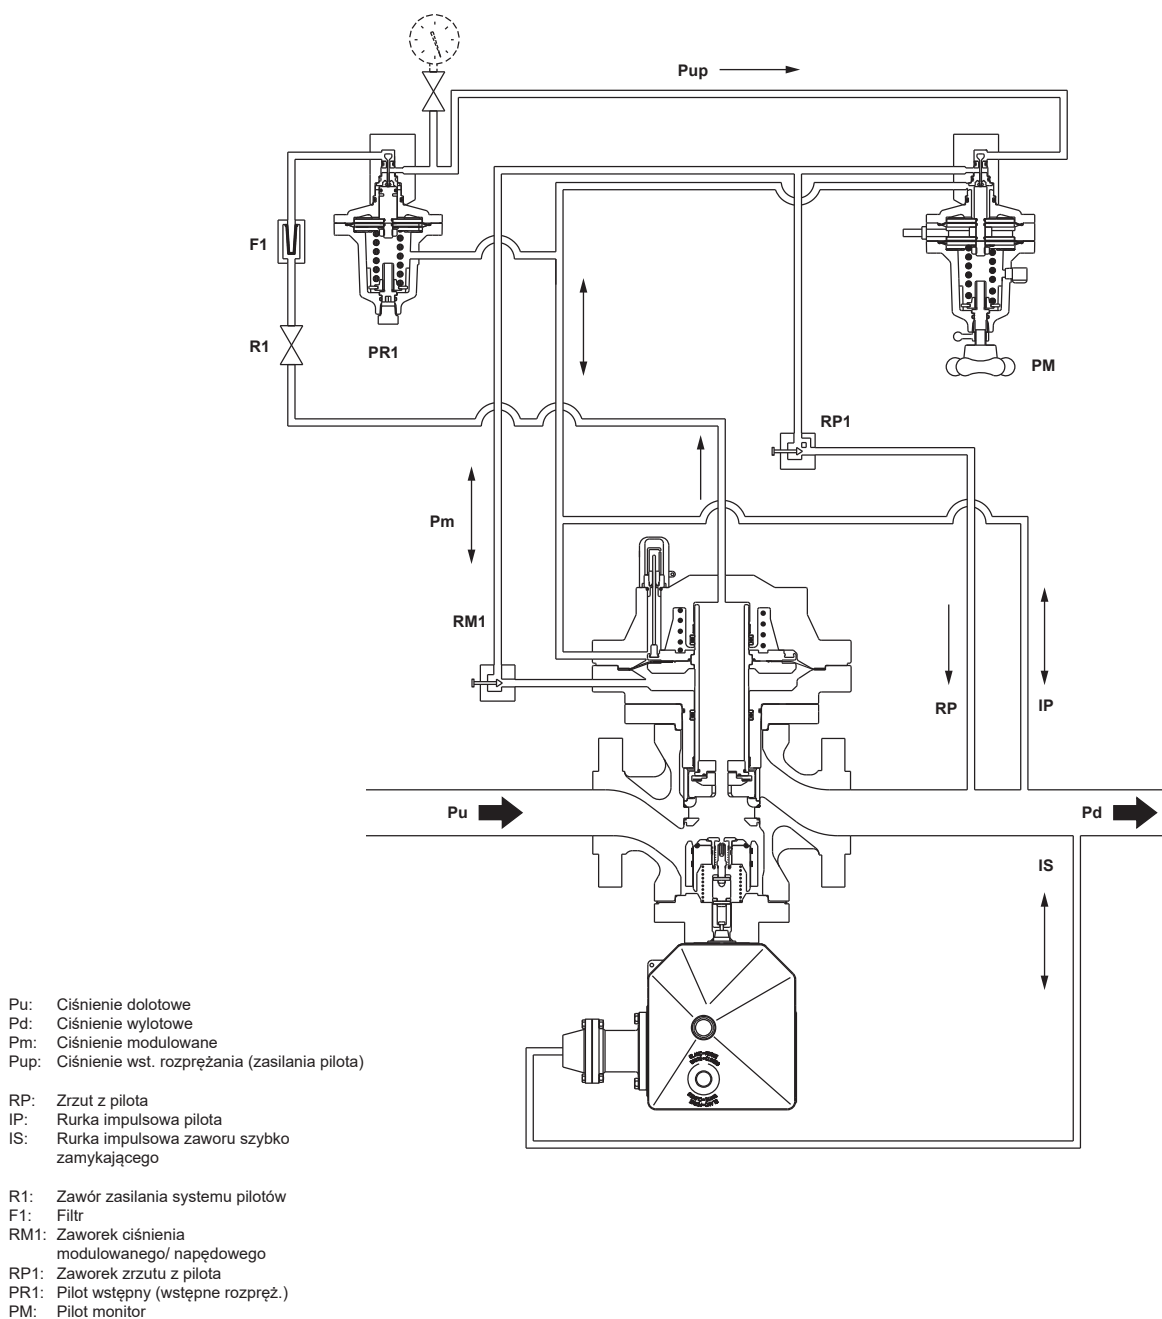 Pup
F1
R1
PR1
PM
RP1
Pm
RM1
RP
IP
Pu
Pd
IS
Pu: Ciśnienie dolotowe
Pd: Ciśnienie wylotowe
Pm: Ciśnienie modulowane
Pup: Ciśnienie wst. rozprężania (zasilania pilota)
RP: Zrzut z pilota
IP: Rurka impulsowa pilota
IS: Rurka impulsowa zaworu szybko
zamykającego
R1: Zawór zasilania systemu pilotów
F1: Filtr
RM1: Zaworek ciśnienia
modulowanego/ napędowego
RP1: Zaworek zrzutu z pilota
PR1: Pilot wstępny (wstępne rozpręż.)
PM: Pilot monitor